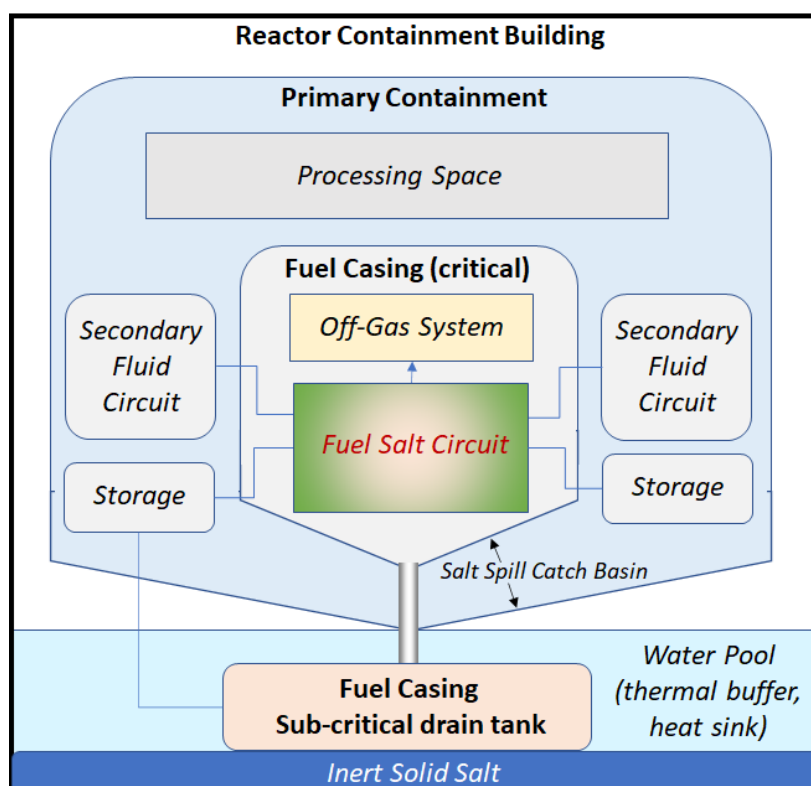 Reactor Containment Building
Primary Containment
Processing Space
Fuel Casing (critical)
Off-Gas System
Secondary
Fluid
Circuit
Fuel Salt Circuit
Secondary
Fluid
Circuit
Storage
Storage
Salt Spill Catch Basin
Fuel Casing
Sub-critical drain tank
Water Pool
(thermal buffer,
heat sink)
Inert Solid Salt